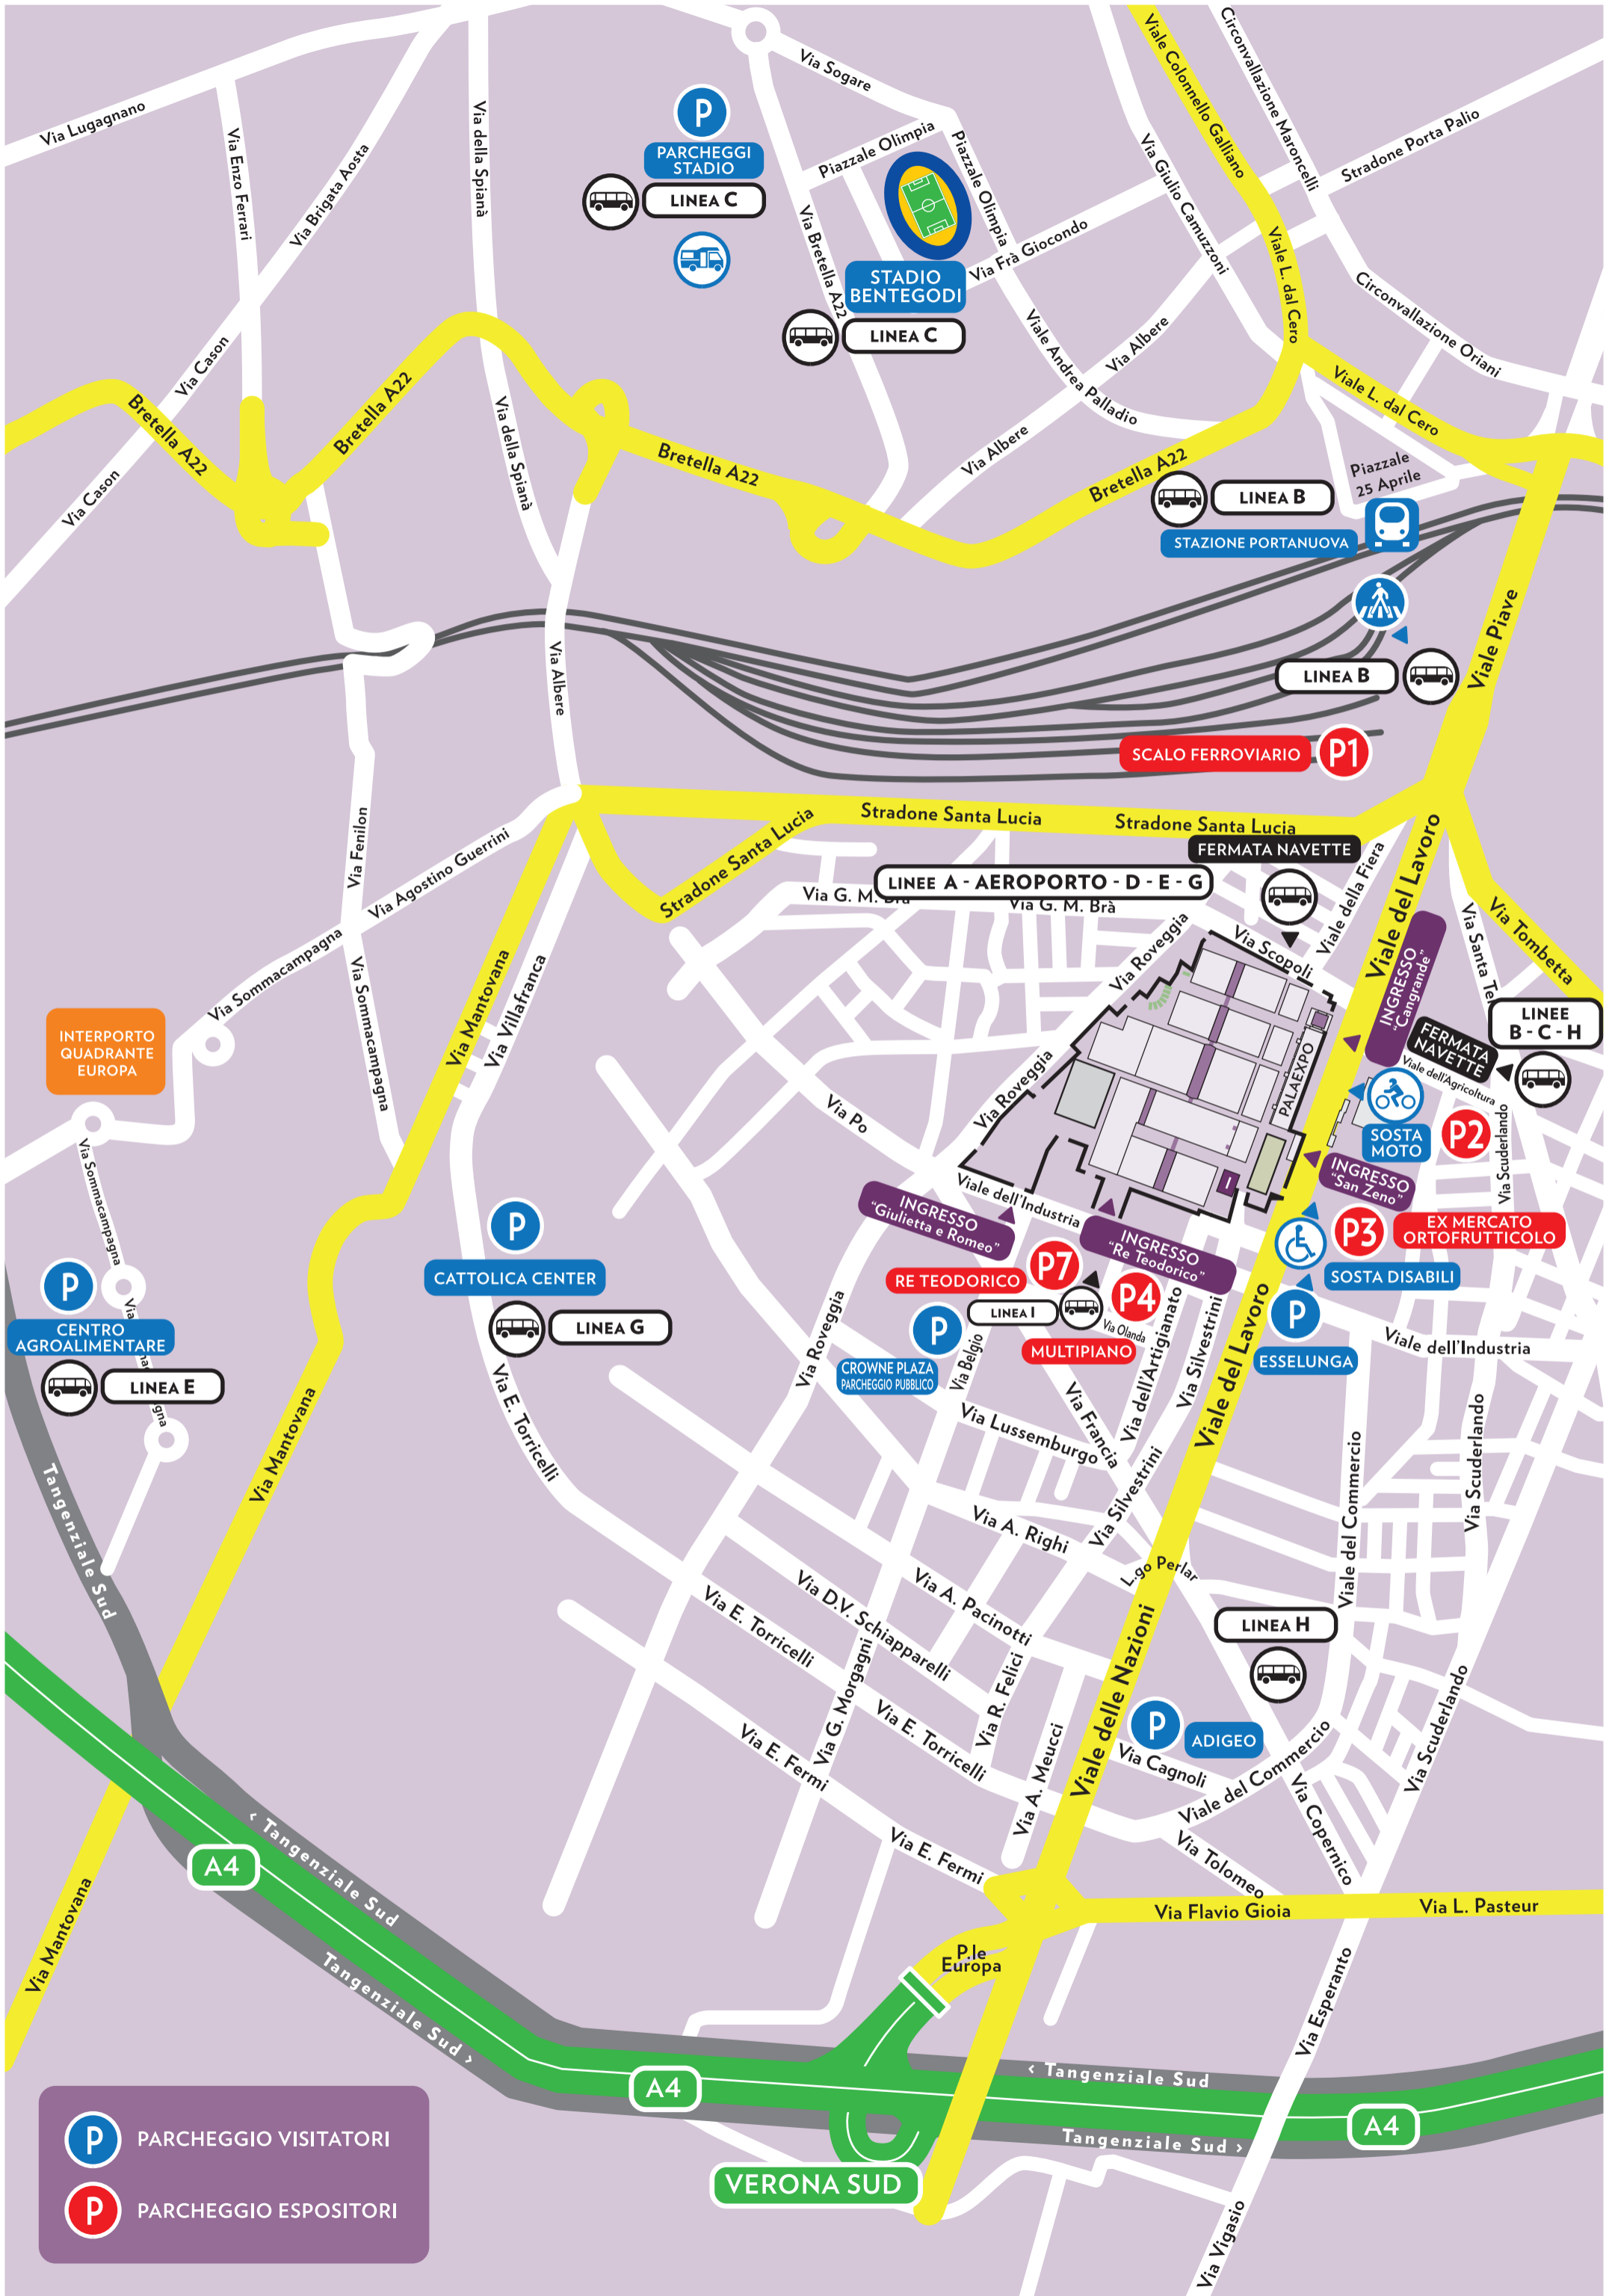 Via Lugagnano
Via Enzo Ferrari
Via Brigata Aosta
Via della Spianà
Via Sogare
P
PARCHEGGI
STADIO
LINEA C
Piazzale Olimpia
Piazzale Olimpia
Via Bretella A22
STADIO
BENTEGODI
LINEA C
Via Frà Giocondo
Viale Colonnello Galliano
Circonvallazione Maroncelli
Via Giulio Camuzzoni
Stradone Porta Palio
Viale L. dal Cero
Circonvallazione Oriani
Viale Andrea Palladio
Via Albere
Viale L. dal Cero
Via Cason
Bretella A22
Bretella A22
Via Cason
Via della Spianà
Bretella A22
Via Albere
Bretella A22
Piazzale
25 Aprile
LINEA B
STAZIONE PORTANUOVA
Viale Piave
LINEA B
Via Albere
SCALO FERROVIARIO
P1
Stradone Santa Lucia
Stradone Santa Lucia
Stradone Santa Lucia
FERMATA NAVETTE
LINEE A - AEROPORTO - D - E - G
Via Fenilon
Via Agostino Guerrini
Via G. M. Brà
Via G. M. Brà
Viale della Fiera
Viale del Lavoro
Via Tombetta
Via Santa Te
Via Roveggia
Via Scopoli
INGRESSO
"Cangrande"
Via Sommacampagna
Via Sommacampagna
Via Mantovana
Via Villafranca
INTERPORTO
QUADRANTE
EUROPA
LINEE
B - C - H
FERMATA
NAVETTE
Viale dell'Agricoltura
PALAEXPO
Via Roveggia
Via Roveggia
Via Po
SOSTA
MOTO
P2
Via Scuderlando
INGRESSO
"San Zeno"
I
Via Sommacampagna
Viale dell'Industria
INGRESSO
"Giulietta e Romeo"
INGRESSO
"Re Teodorico"
P3
EX MERCATO
ORTOFRUTTICOLO
SOSTA DISABILI
P
CATTOLICA CENTER
LINEA G
P7
RE TEODORICO
P4
LINEA I
Via Olanda
MULTIPIANO
P
CROWNE PLAZA
PARCHEGGIO PUBBLICO
Via Belgio
Via dell'Artigianato
Via Silvestrini
Viale del Lavoro
P
ESSELUNGA
Viale dell'Industria
P
CENTRO
AGROALIMENTARE
LINEA E
Via
ma
gna
Via Roveggia
Via E. Torricelli
Via Mantovana
Via Lussemburgo
Via Francia
Via Silvestrini
Viale del Commercio
Via Scuderlando
Tangenziale Sud
Via A. Righi
L.go Perlar
Via A. Pacinotti
Via D.V. Schiapparelli
Via E. Torricelli
LINEA H
Via R. Felici
Via G. Morgagni
Viale delle Nazioni
Via E. Torricelli
Via E. Fermi
Via A. Meucci
P
ADIGEO
Via Cagnoli
Viale del Commercio
Via Scuderlando
Via Copernico
Via Tolomeo
Via E. Fermi
‹ Tangenziale Sud
A4
Via Mantovana
Tangenziale Sud ›
Via Flavio Gioia
Via L. Pasteur
P.le
Europa
Via Esperanto
A4
‹ Tangenziale Sud
A4
Tangenziale Sud ›
VERONA SUD
Via Vigasio
P
PARCHEGGIO VISITATORI
P
PARCHEGGIO ESPOSITORI